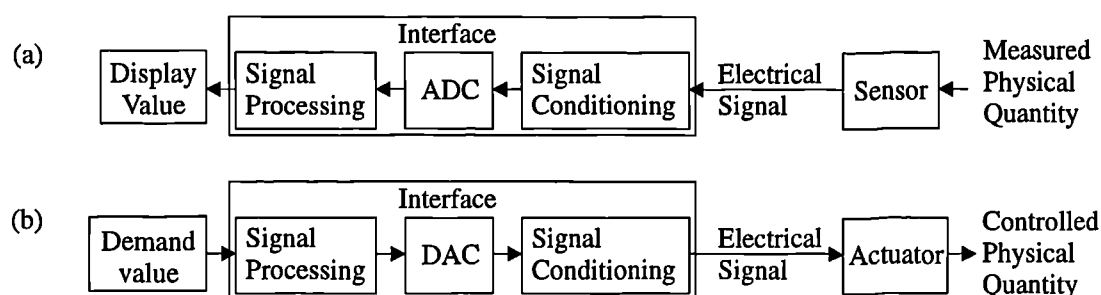 (a)
Interface
Display
Value
Signal
Processing
ADC
Signal
Conditioning
Electrical
Signal
Sensor
Measured
Physical
Quantity
(b)
Interface
Demand
value
Signal
Processing
DAC
Signal
Conditioning
Electrical
Signal
Actuator
Controlled
Physical
Quantity